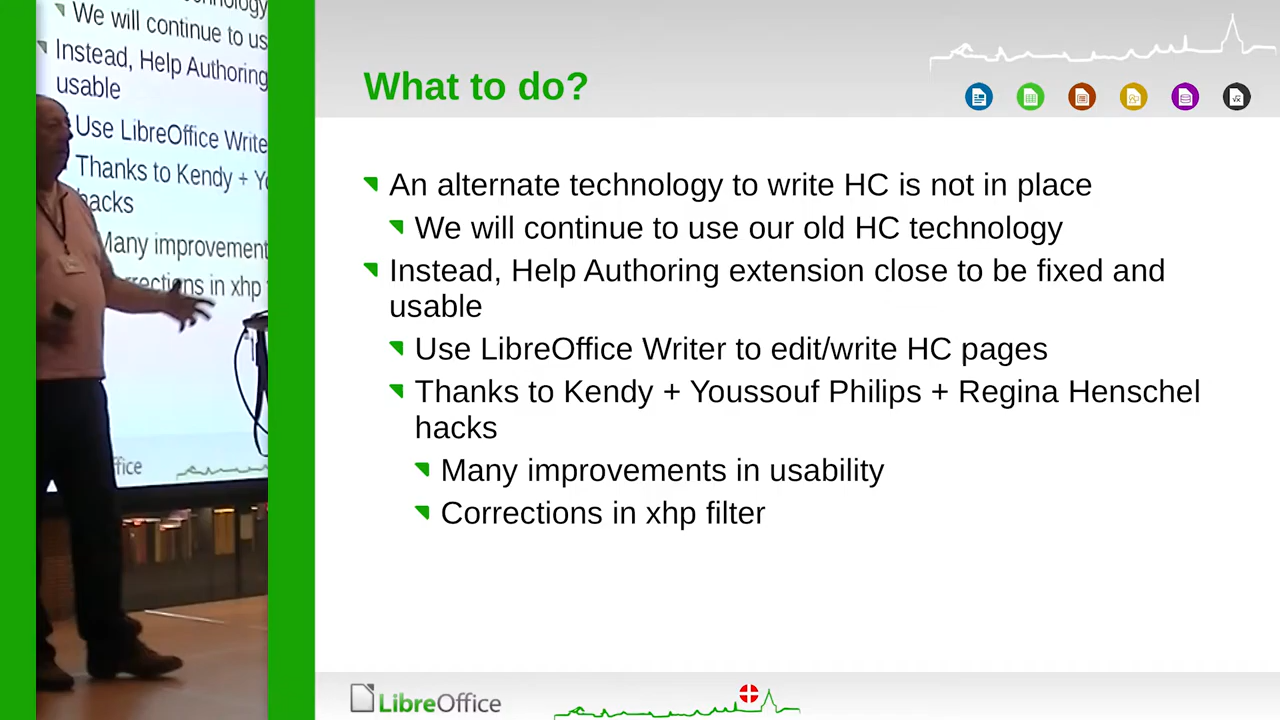 hnology
We will continue to us
Instead, Help Authoring
usable
Use LibreOffice Write
Thanks to Kendy + Yo
hacks
Many improvement
rrections in xhp
ffice
What to do?
An alternate technology to write HC is not in place
We will continue to use our old HC technology
Instead, Help Authoring extension close to be fixed and
usable
Use LibreOffice Writer to edit/write HC pages
Thanks to Kendy + Youssouf Philips + Regina Henschel
hacks
Many improvements in usability
Corrections in xhp filter
LibreOffice